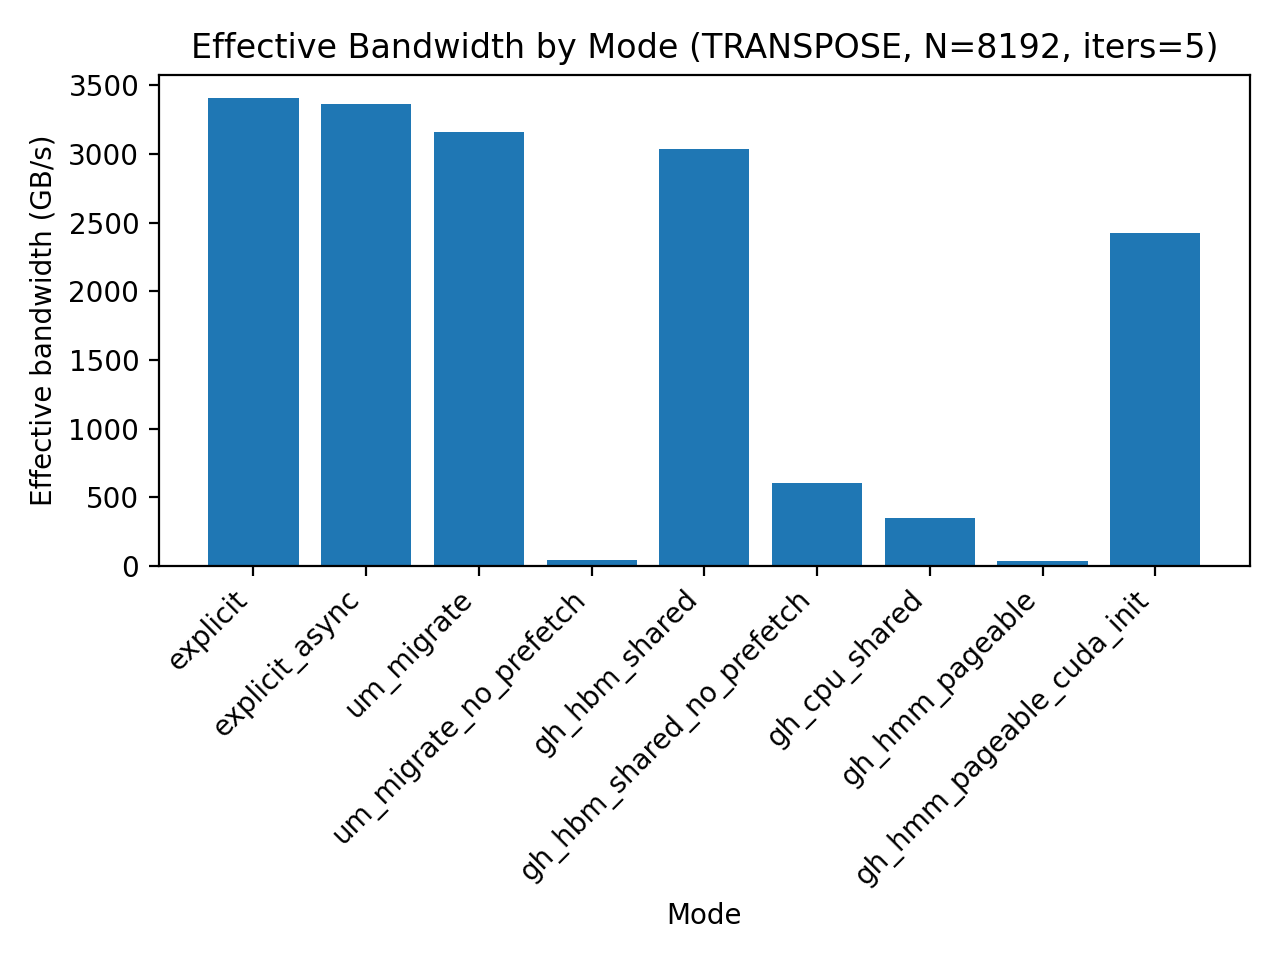 Effective Bandwidth by Mode (TRANSPOSE, N=8192, iters=5)
Effective bandwidth (GB/s)
3500
3000
2500
2000
1500
1000
500
0
explicit
explicit_async
um_migrate
um_migrate_no_prefetch
gh_hbm_shared
gh_hbm_shared_no_prefetch
gh_cpu_shared
gh_hmm_pageable
gh_hmm_pageable_cuda_init
Mode